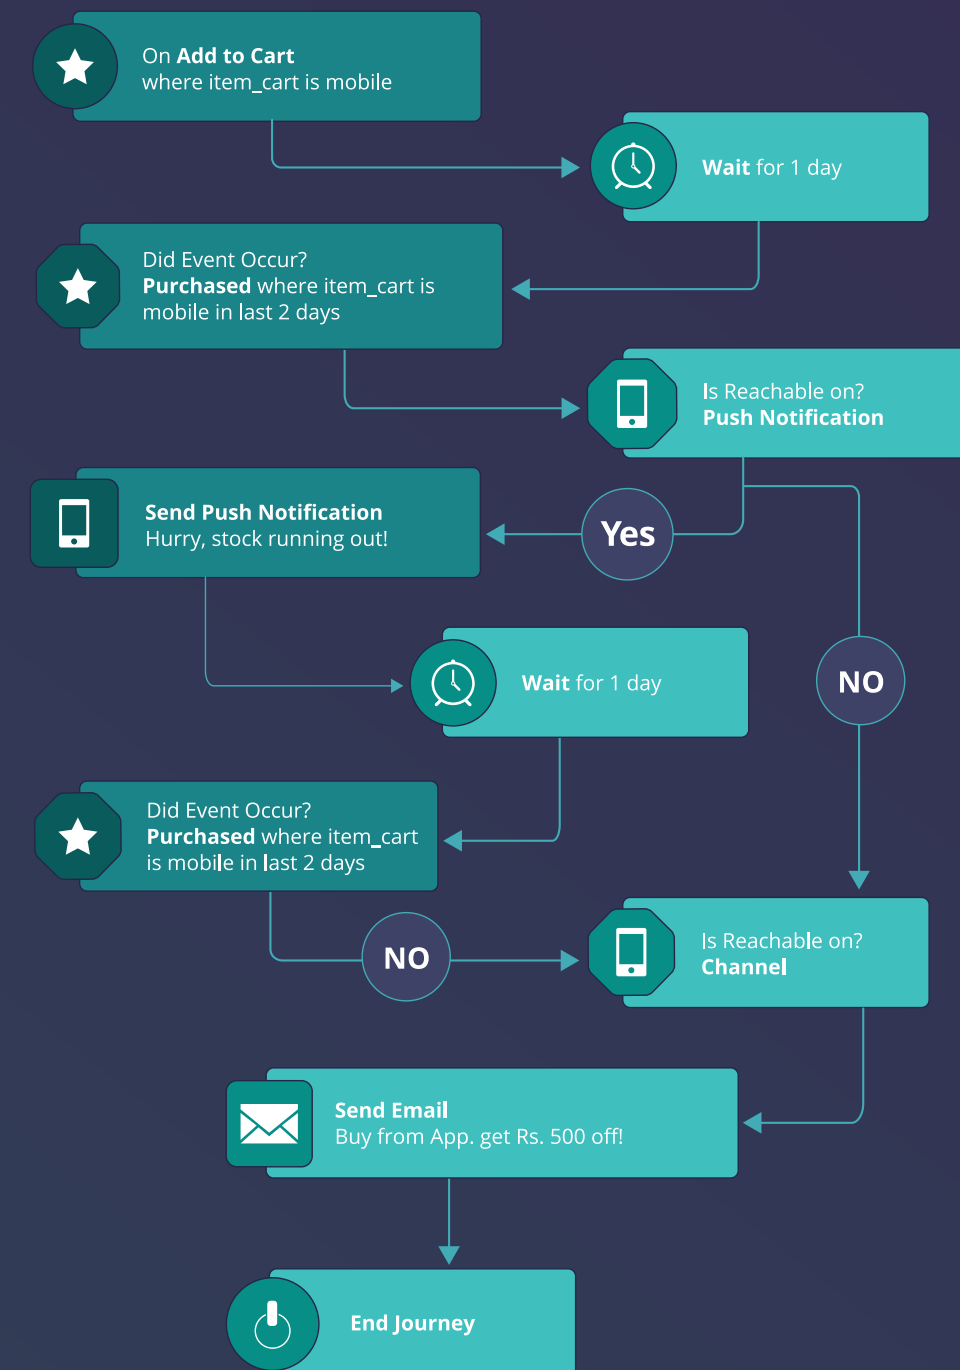 On Add to Cart
where item_cart is mobile
Wait for 1 day
Did Event Occur?
Purchased where item_cart is
mobile in last 2 days
Is Reachable on?
Push Notification
Send Push Notification
Hurry, stock running out!
Yes
Wait for 1 day
NO
Did Event Occur?
Purchased where item_cart
is mobile in last 2 days
NO
Is Reachable on?
Channel
Send Email
Buy from App. get Rs. 500 off!
End Journey